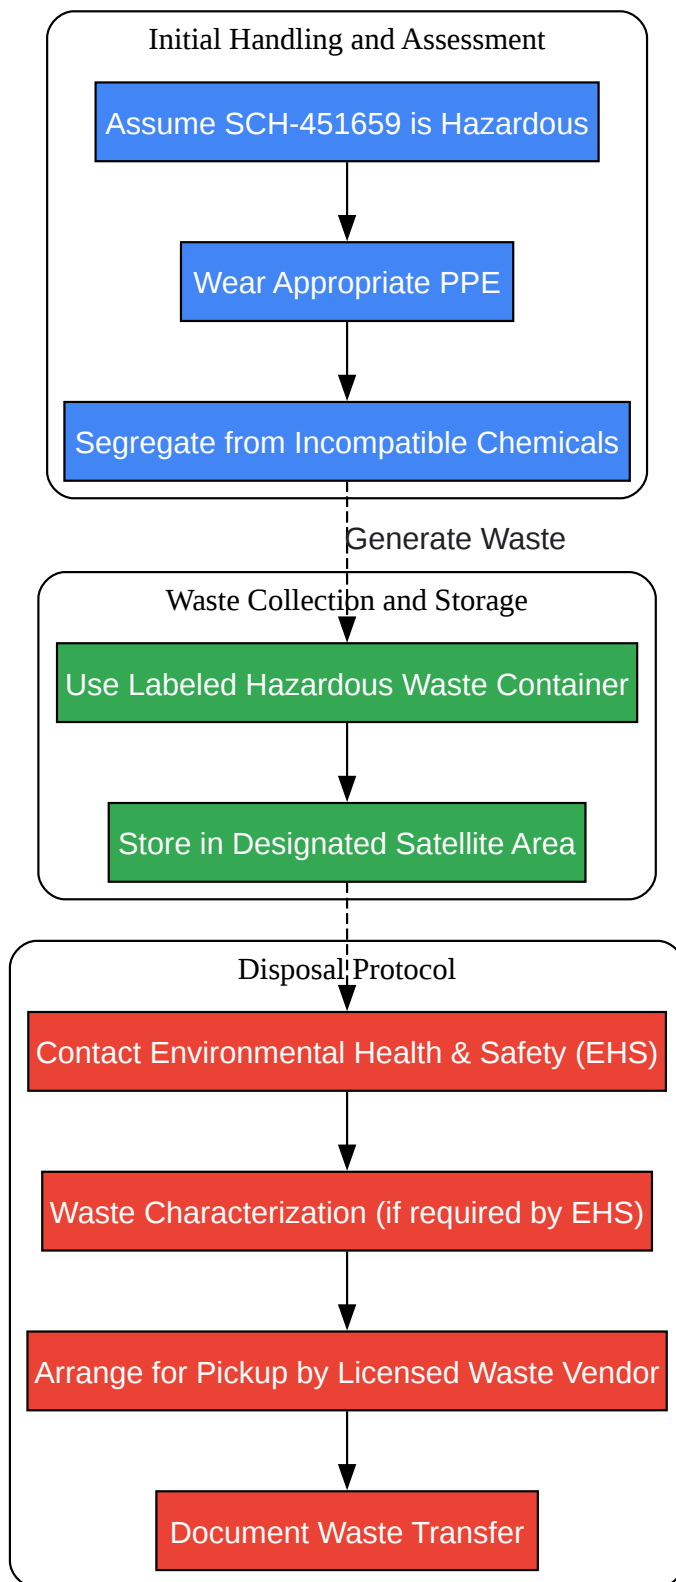 Initial Handling and Assessment
Assume SCH-451659 is Hazardous
Wear Appropriate PPE
Segregate from Incompatible Chemicals
Generate Waste
Waste Collection and Storage
Use Labeled Hazardous Waste Container
Store in Designated Satellite Area
Disposal Protocol
Contact Environmental Health & Safety (EHS)
Waste Characterization (if required by EHS)
Arrange for Pickup by Licensed Waste Vendor
Document Waste Transfer